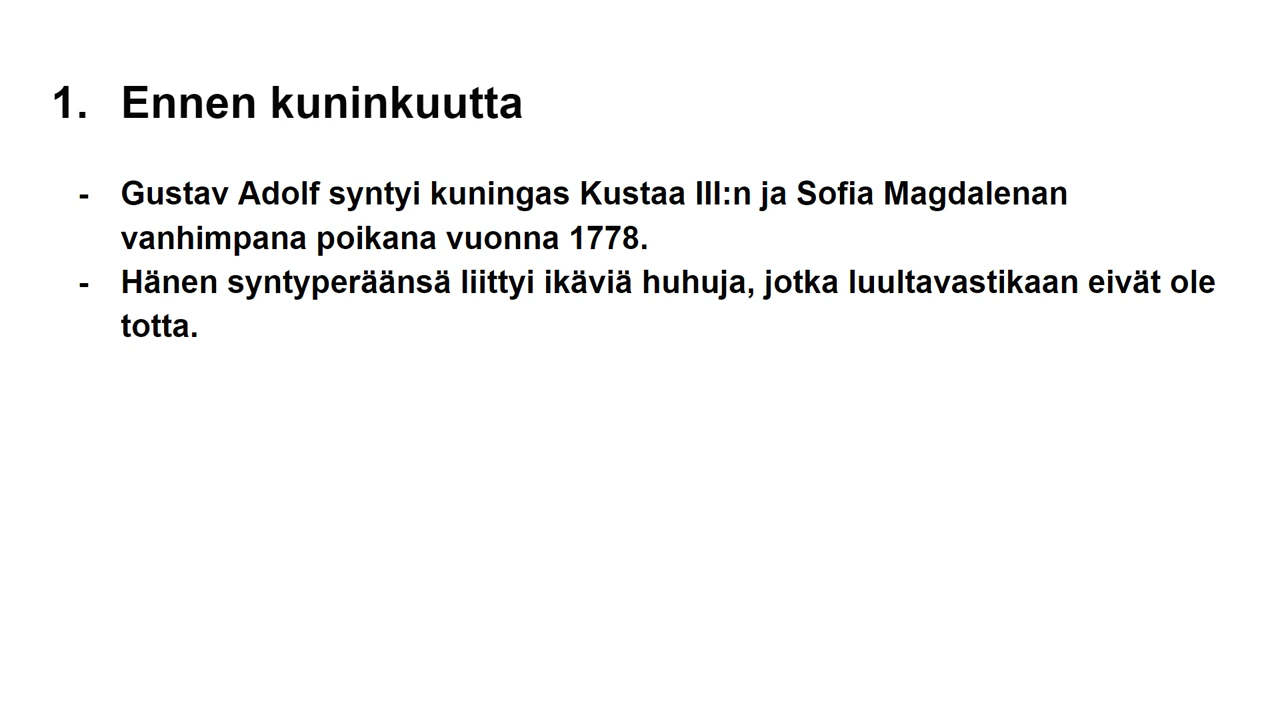 1. Ennen kuninkuutta
- Gustav Adolf syntyi kuningas Kustaa III:n ja Sofia Magdalenan
vanhimpana poikana vuonna 1778.
- Hänen syntyperäänsä liittyi ikäviä huhuja, jotka luultavastikaan eivät ole
totta.